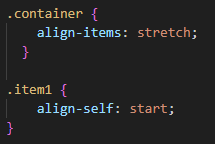 .container {
    align-items: stretch;
  }

.item1 {
    align-self: start;
}